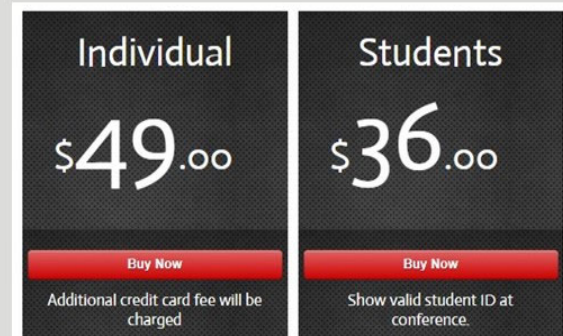 Individual
$49.00
Buy Now
Additional credit card fee will be
charged
Students
$36.00
Buy Now
Show valid student ID at
conference.